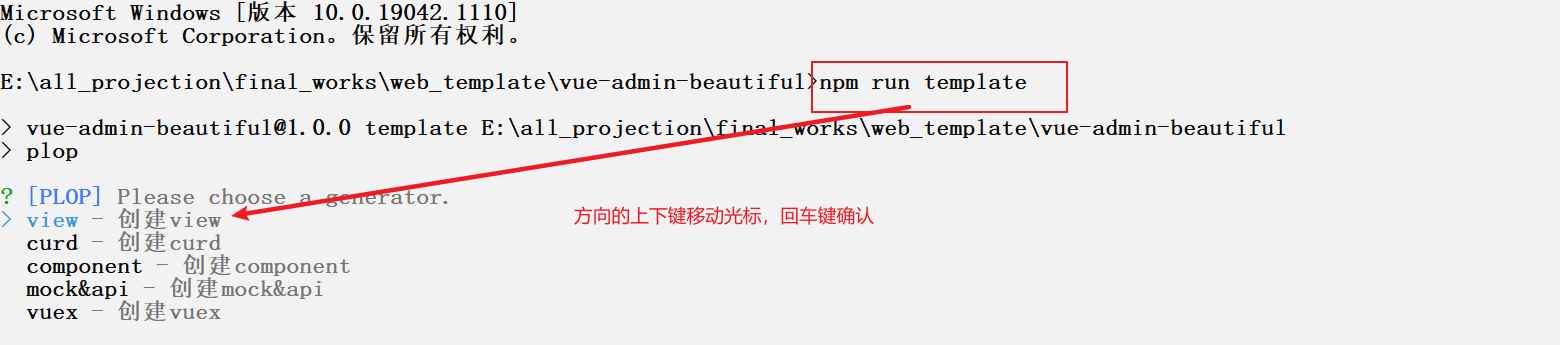 Microsoft Windows [版本 10.0.19042.1110]
(c) Microsoft Corporation。保留所有权利。
E:\all_projection\final_works\web_template\vue-admin-beautiful>npm run template
> vue-admin-beautiful@1.0.0 template E:\all_projection\final_works\web_template\vue-admin-beautiful
> plop
? [PLOP] Please choose a generator.
> view - 创建view
方向的上下键移动光标，回车键确认
curd - 创建curd
component - 创建component
mock&api - 创建mock&api
vuex - 创建vuex